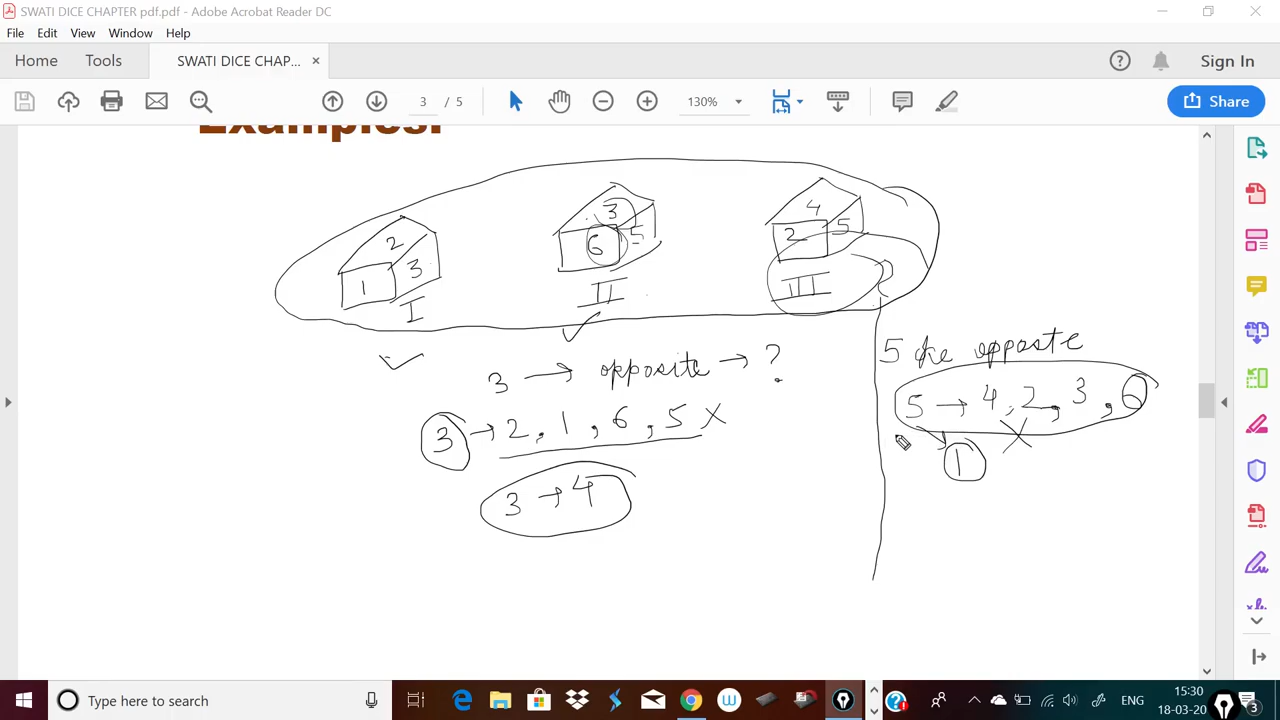 SWATI DICE CHAPTER pdf.pdf - Adobe Acrobat Reader DC
File Edit View Window Help
Home Tools SWATI DICE CHAP... × Sign In
3 / 5 130% Share
Examples:
2 3 4
1 3 6 5 2 5
I II III
3 → opposite → ?
3 → 2, 1, 6, 5 X
3 → 4
5 ke opposite
5 → 4, 2, 3, 6
X
1
Type here to search ENG 15:30
18-03-20 3